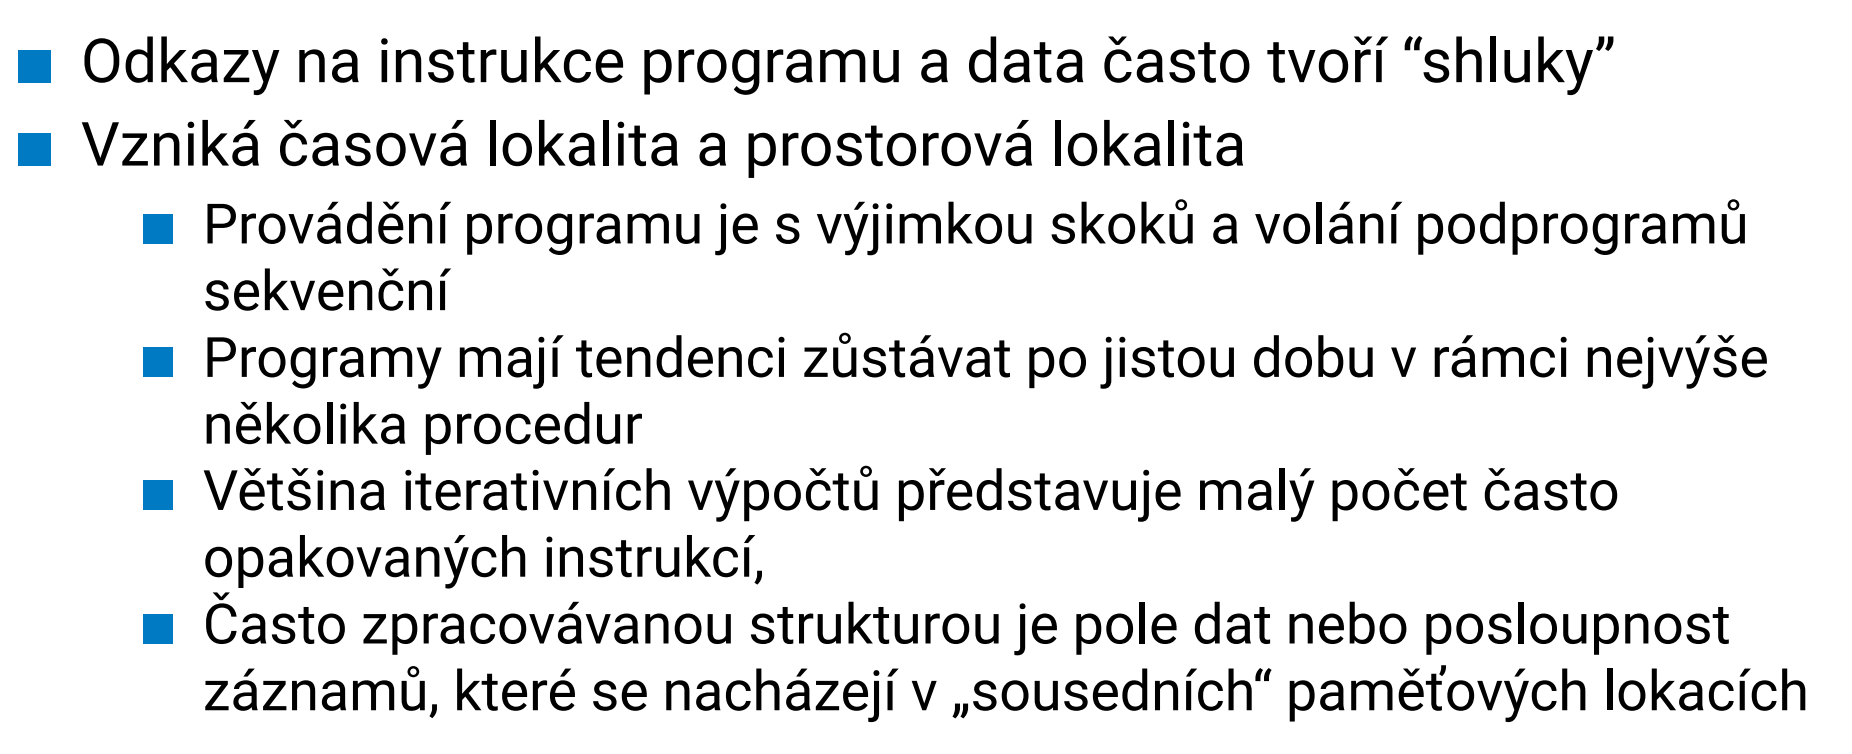 Odkazy na instrukce programu a data často tvoří “shluky”
Vzniká časová lokalita a prostorová lokalita
Provádění programu je s výjimkou skoků a volání podprogramů
sekvenční
Programy mají tendenci zůstávat po jistou dobu v rámci nejvýše
několika procedur
Většina iterativních výpočtů představuje malý počet často
opakovaných instrukcí,
Často zpracovávanou strukturou je pole dat nebo posloupnost
záznamů, které se nacházejí v „sousedních“ paměťových lokacích